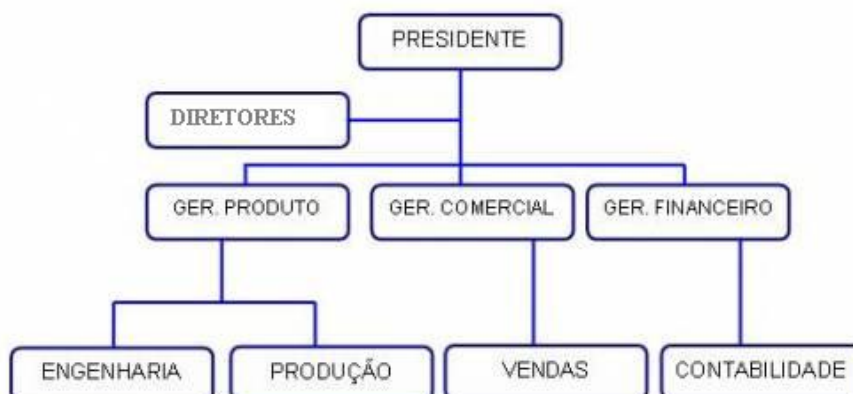 PRESIDENTE
DIRETORES
GER. PRODUTO
GER. COMERCIAL
GER. FINANCEIRO
ENGENHARIA
PRODUÇÃO
VENDAS
CONTABILIDADE